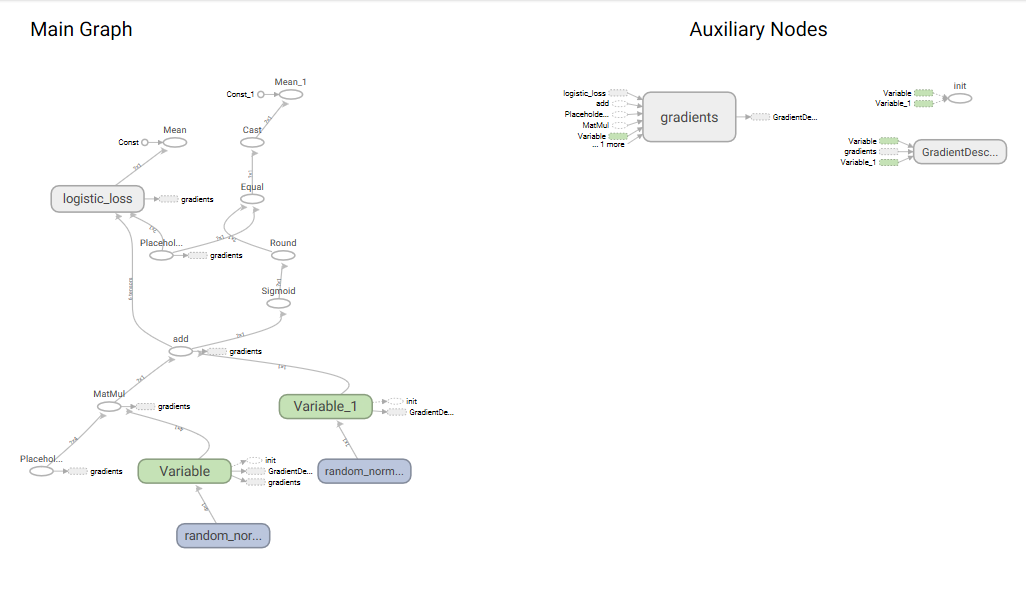 Main Graph
Auxiliary Nodes
Mean_1
Const_1
Mean
Const
Cast
Equal
logistic_loss
gradients
Placehol...
gradients
Round
Sigmoid
add
gradients
MatMul
gradients
Variable_1
init
GradientDe...
Placehol...
gradients
Variable
init
GradientDe...
gradients
random_norm...
random_nor...
logistic_loss
add
Placeholde...
MatMul
Variable
... 1 more
gradients
GradientDe...
init
Variable
Variable_1
Variable
gradients
Variable_1
GradientDesc...